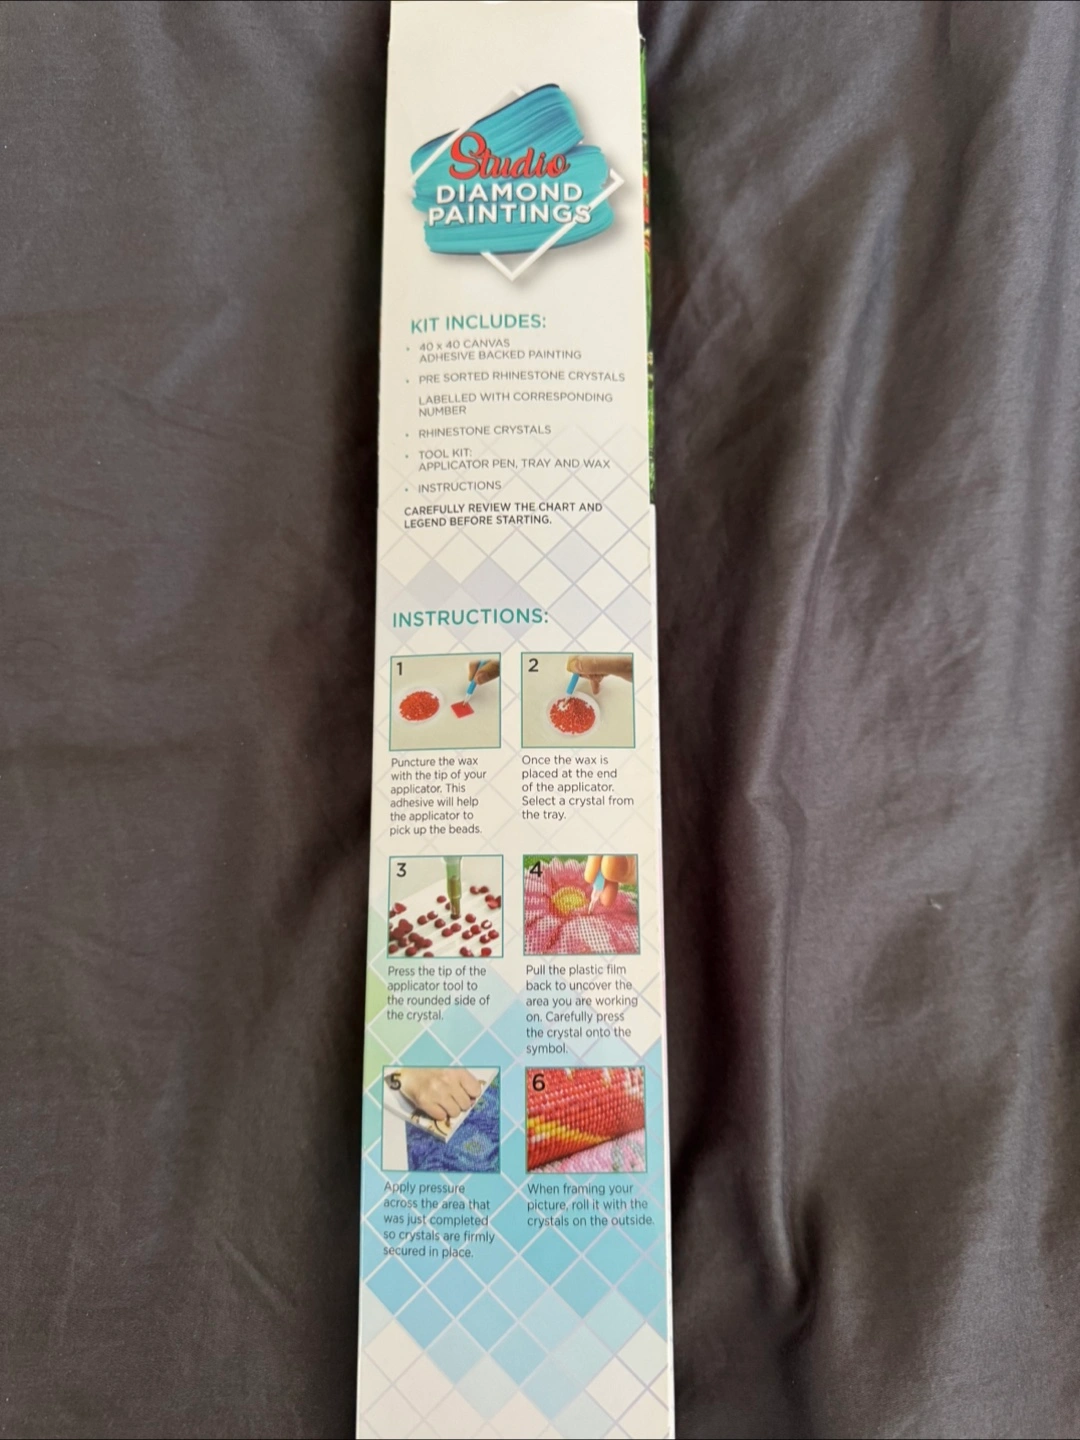 Studio
DIAMOND
PAINTINGS
KIT INCLUDES:
• 40 x 40 CANVAS
ADHESIVE BACKED PAINTING
• PRE SORTED RHINESTONE CRYSTALS
LABELLED WITH CORRESPONDING
NUMBER
• RHINESTONE CRYSTALS
• TOOL KIT:
APPLICATOR PEN, TRAY AND WAX
• INSTRUCTIONS
CAREFULLY REVIEW THE CHART AND
LEGEND BEFORE STARTING.
INSTRUCTIONS:
1
Puncture the wax
with the tip of your
applicator. This
adhesive will help
the applicator to
pick up the beads.
2
Once the wax is
placed at the end
of the applicator.
Select a crystal from
the tray.
3
Press the tip of the
applicator tool to
the rounded side of
the crystal.
4
Pull the plastic film
back to uncover the
area you are working
on. Carefully press
the crystal onto the
symbol.
5
Apply pressure
across the area that
was just completed
so crystals are firmly
secured in place.
6
When framing your
picture, roll it with the
crystals on the outside.